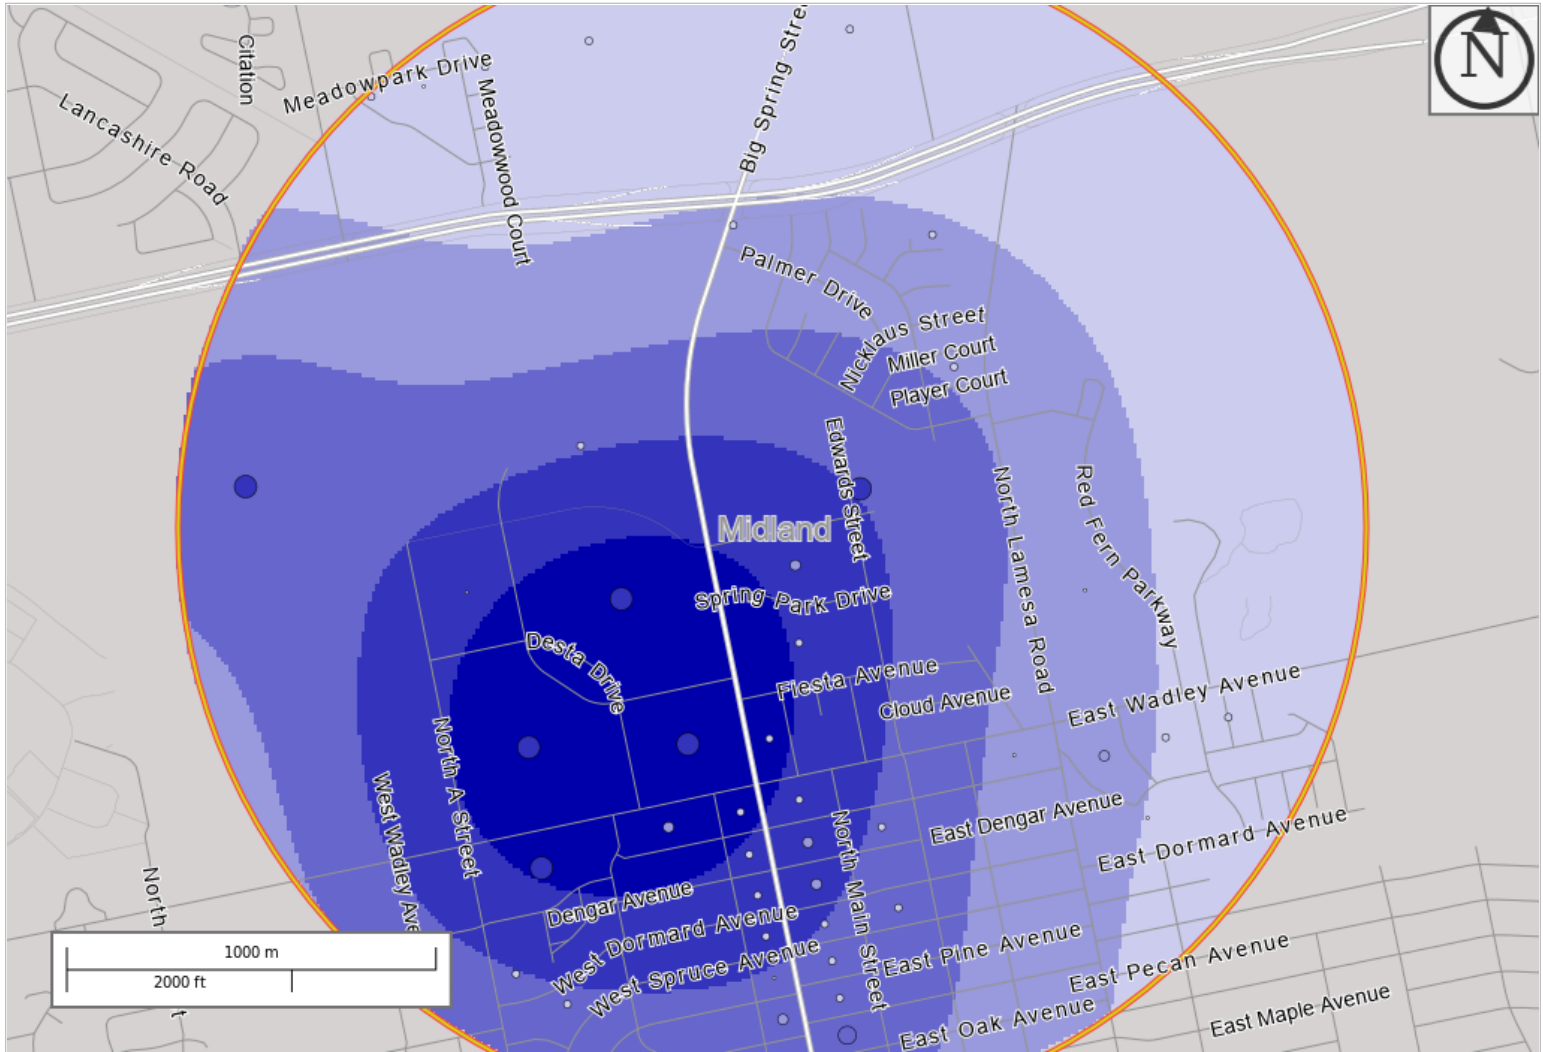 Citation
Meadowpark Drive
Big Spring Stre
N
Lancashire Road
Meadowwood Court
Palmer Drive
Nicklaus Street
Miller Court
Player Court
Edwards Street
Midland
North Lamesa Road
Red Fern Parkway
Spring Park Drive
Desta Drive
Fiesta Avenue
Cloud Avenue
East Wadley Avenue
North A Street
West Wadley Ave
North Main Street
East Dengar Avenue
East Dormard Avenue
Dengar Avenue
West Dormard Avenue
West Spruce Avenue
East Pine Avenue
East Pecan Avenue
East Oak Avenue
East Maple Avenue
North
t
1000 m
2000 ft